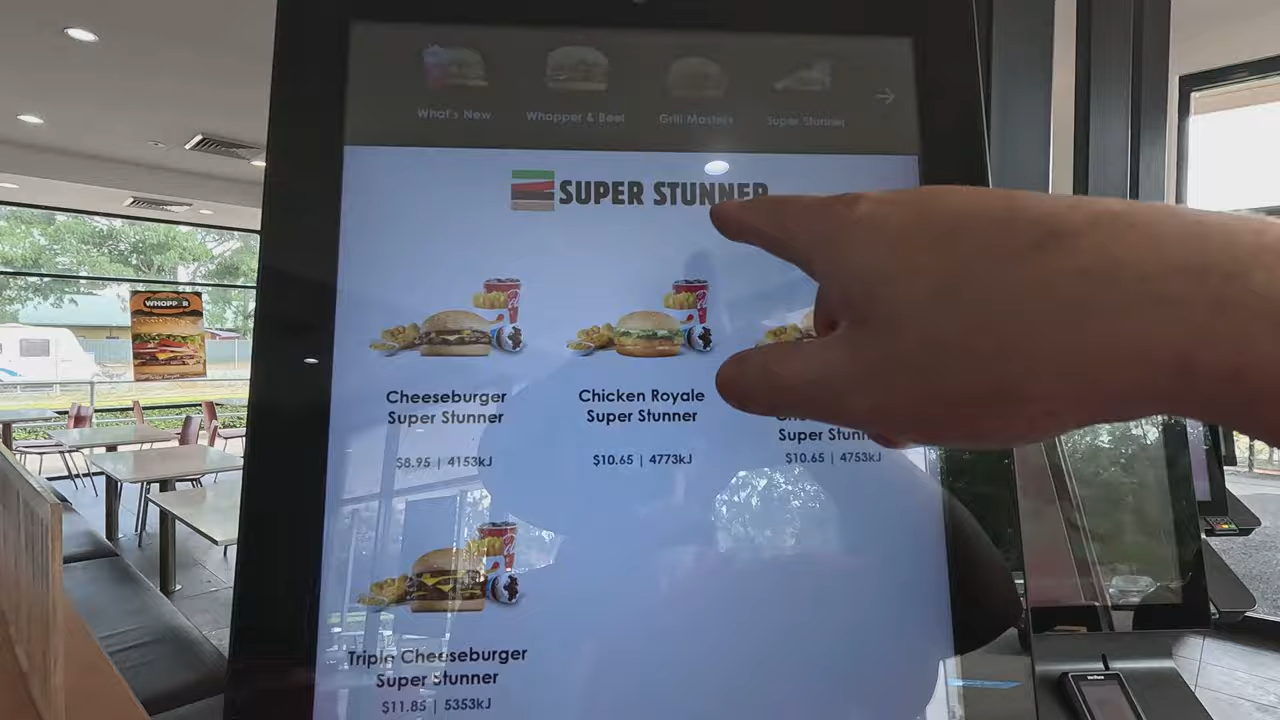 What's New
Whopper & Beef
Grill Masters
Super Stunner
SUPER STUNNER
WHOPPER
Cheeseburger
Super Stunner
$8.95 | 4153kJ
Chicken Royale
Super Stunner
$10.65 | 4773kJ
Super Stunn
$10.65 | 4753kJ
Triple Cheeseburger
Super Stunner
$11.85 | 5353kJ